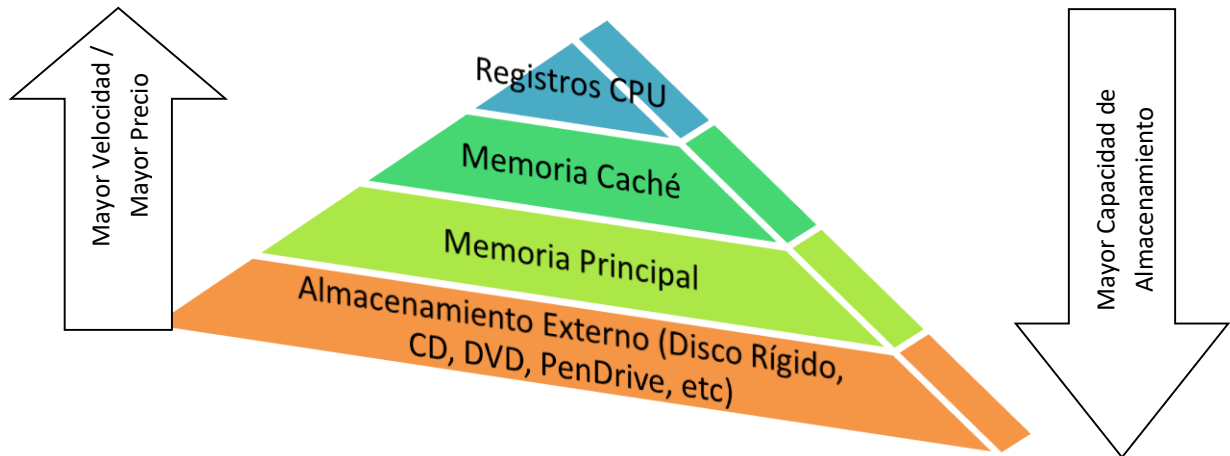 Mayor Velocidad /
Mayor Precio
Registros CPU
Memoria Caché
Memoria Principal
Almacenamiento Externo (Disco Rígido,
CD, DVD, PenDrive, etc)
Mayor Capacidad de
Almacenamiento